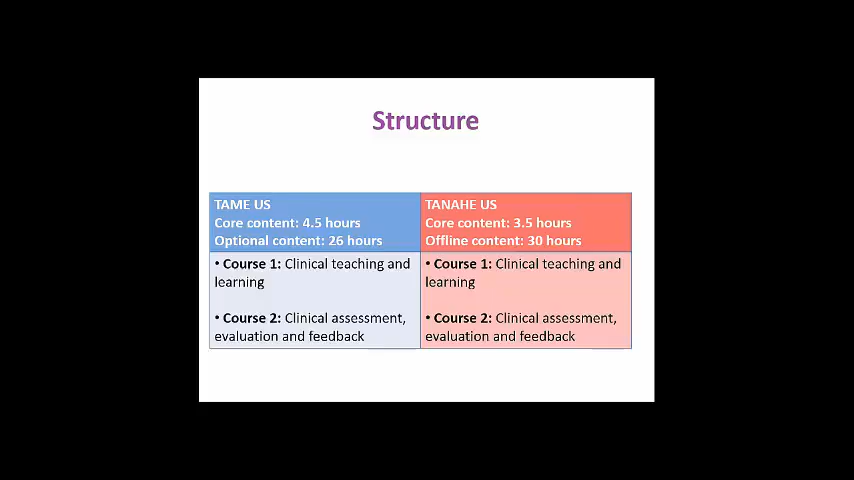 Structure
TAME US
Core content: 4.5 hours
Optional content: 26 hours
• Course 1: Clinical teaching and
learning
• Course 2: Clinical assessment,
evaluation and feedback
TANAHE US
Core content: 3.5 hours
Offline content: 30 hours
• Course 1: Clinical teaching and
learning
• Course 2: Clinical assessment,
evaluation and feedback